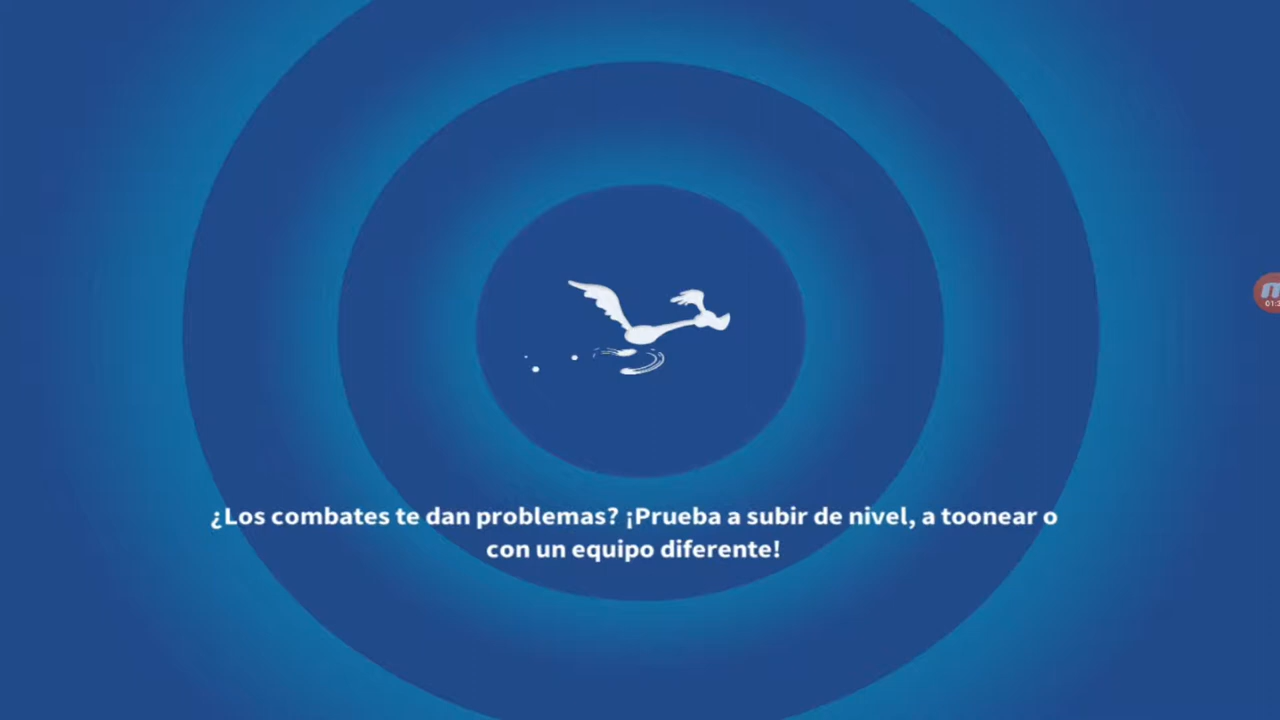 ¿Los combates te dan problemas? ¡Prueba a subir de nivel, a toonear o
con un equipo diferente!